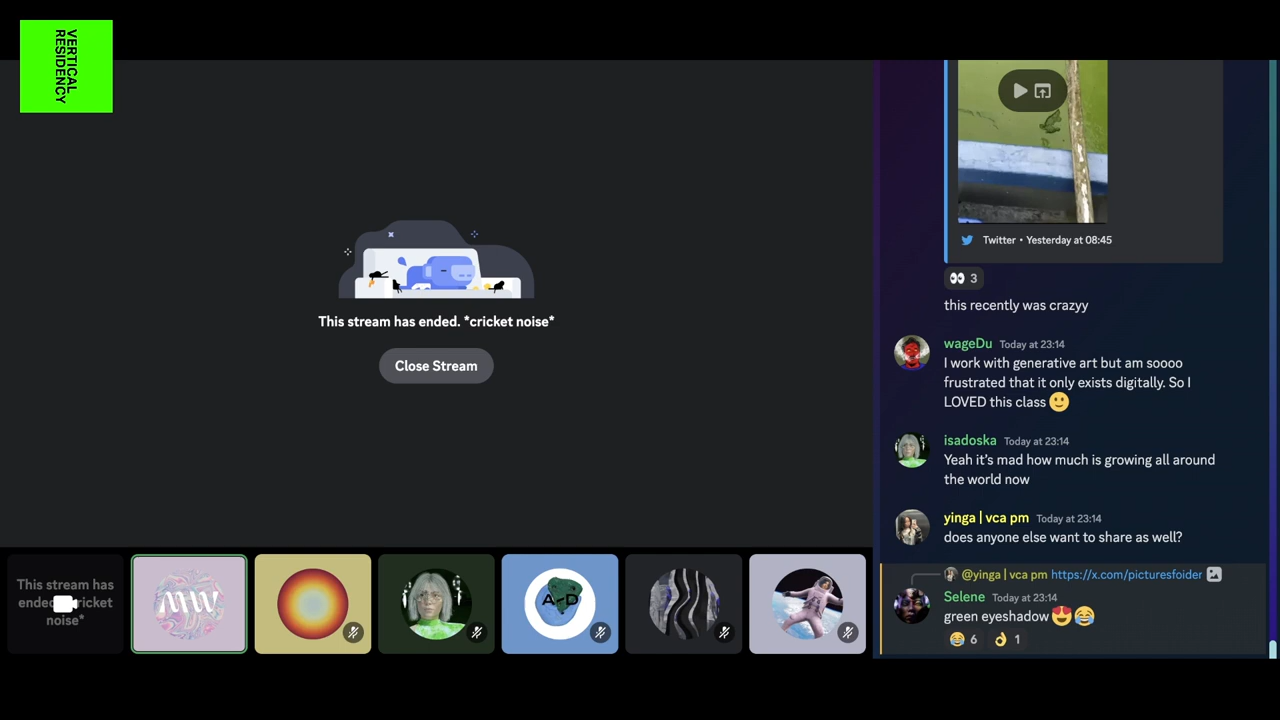 VERTICAL
RESIDENCY
Twitter • Yesterday at 08:45
3
this recently was crazyy
wageDu Today at 23:14
I work with generative art but am soooo
frustrated that it only exists digitally. So I
LOVED this class
isadoska Today at 23:14
Yeah it's mad how much is growing all around
the world now
yinga | vca pm Today at 23:14
does anyone else want to share as well?
@yinga | vca pm https://x.com/picturesfoider
Selene Today at 23:14
green eyeshadow
6 1
This stream has ended. *cricket noise*
Close Stream
This stream has
noise*
A-D